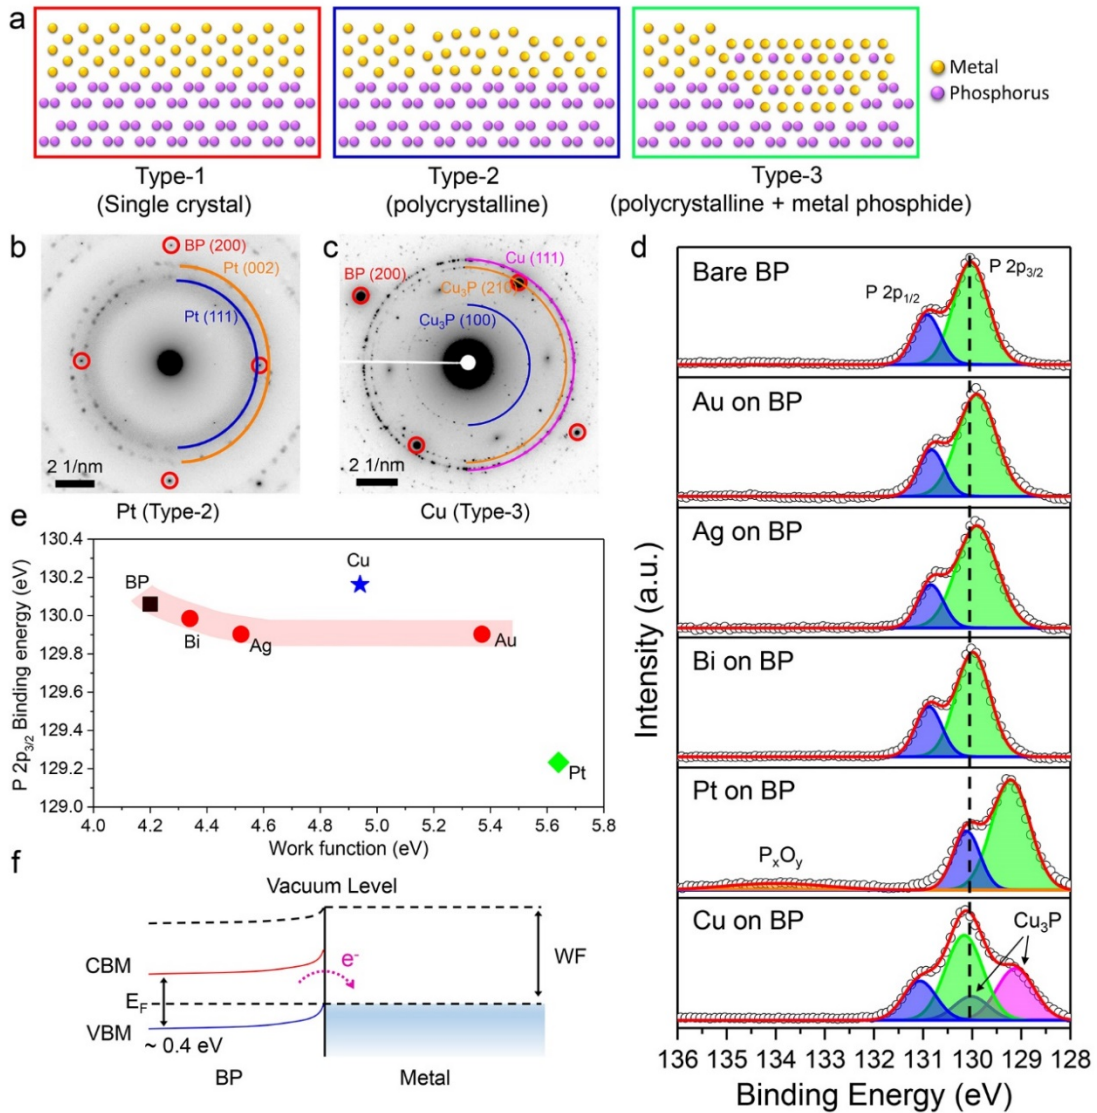 a
Metal
Phosphorus
Type-1
(Single crystal)
Type-2
(polycrystalline)
Type-3
(polycrystalline + metal phosphide)
b
BP (200)
Pt (002)
Pt (111)
2 1/nm
Pt (Type-2)
c
BP (200)
Cu (111)
Cu₃P (210)
Cu₃P (100)
2 1/nm
Cu (Type-3)
d
Bare BP
P 2p₁/₂
P 2p₃/₂
Au on BP
Ag on BP
Bi on BP
Pt on BP
PₓOᵧ
Cu on BP
Cu₃P
Intensity (a.u.)
136 135 134 133 132 131 130 129 128
Binding Energy (eV)
e
P 2p₃/₂ Binding energy (eV)
130.4
130.2
130.0
129.8
129.6
129.4
129.2
129.0
BP
Bi
Ag
Cu
Au
Pt
4.0 4.2 4.4 4.6 4.8 5.0 5.2 5.4 5.6 5.8
Work function (eV)
f
Vacuum Level
CBM
e⁻
WF
E_F
VBM
~ 0.4 eV
BP
Metal